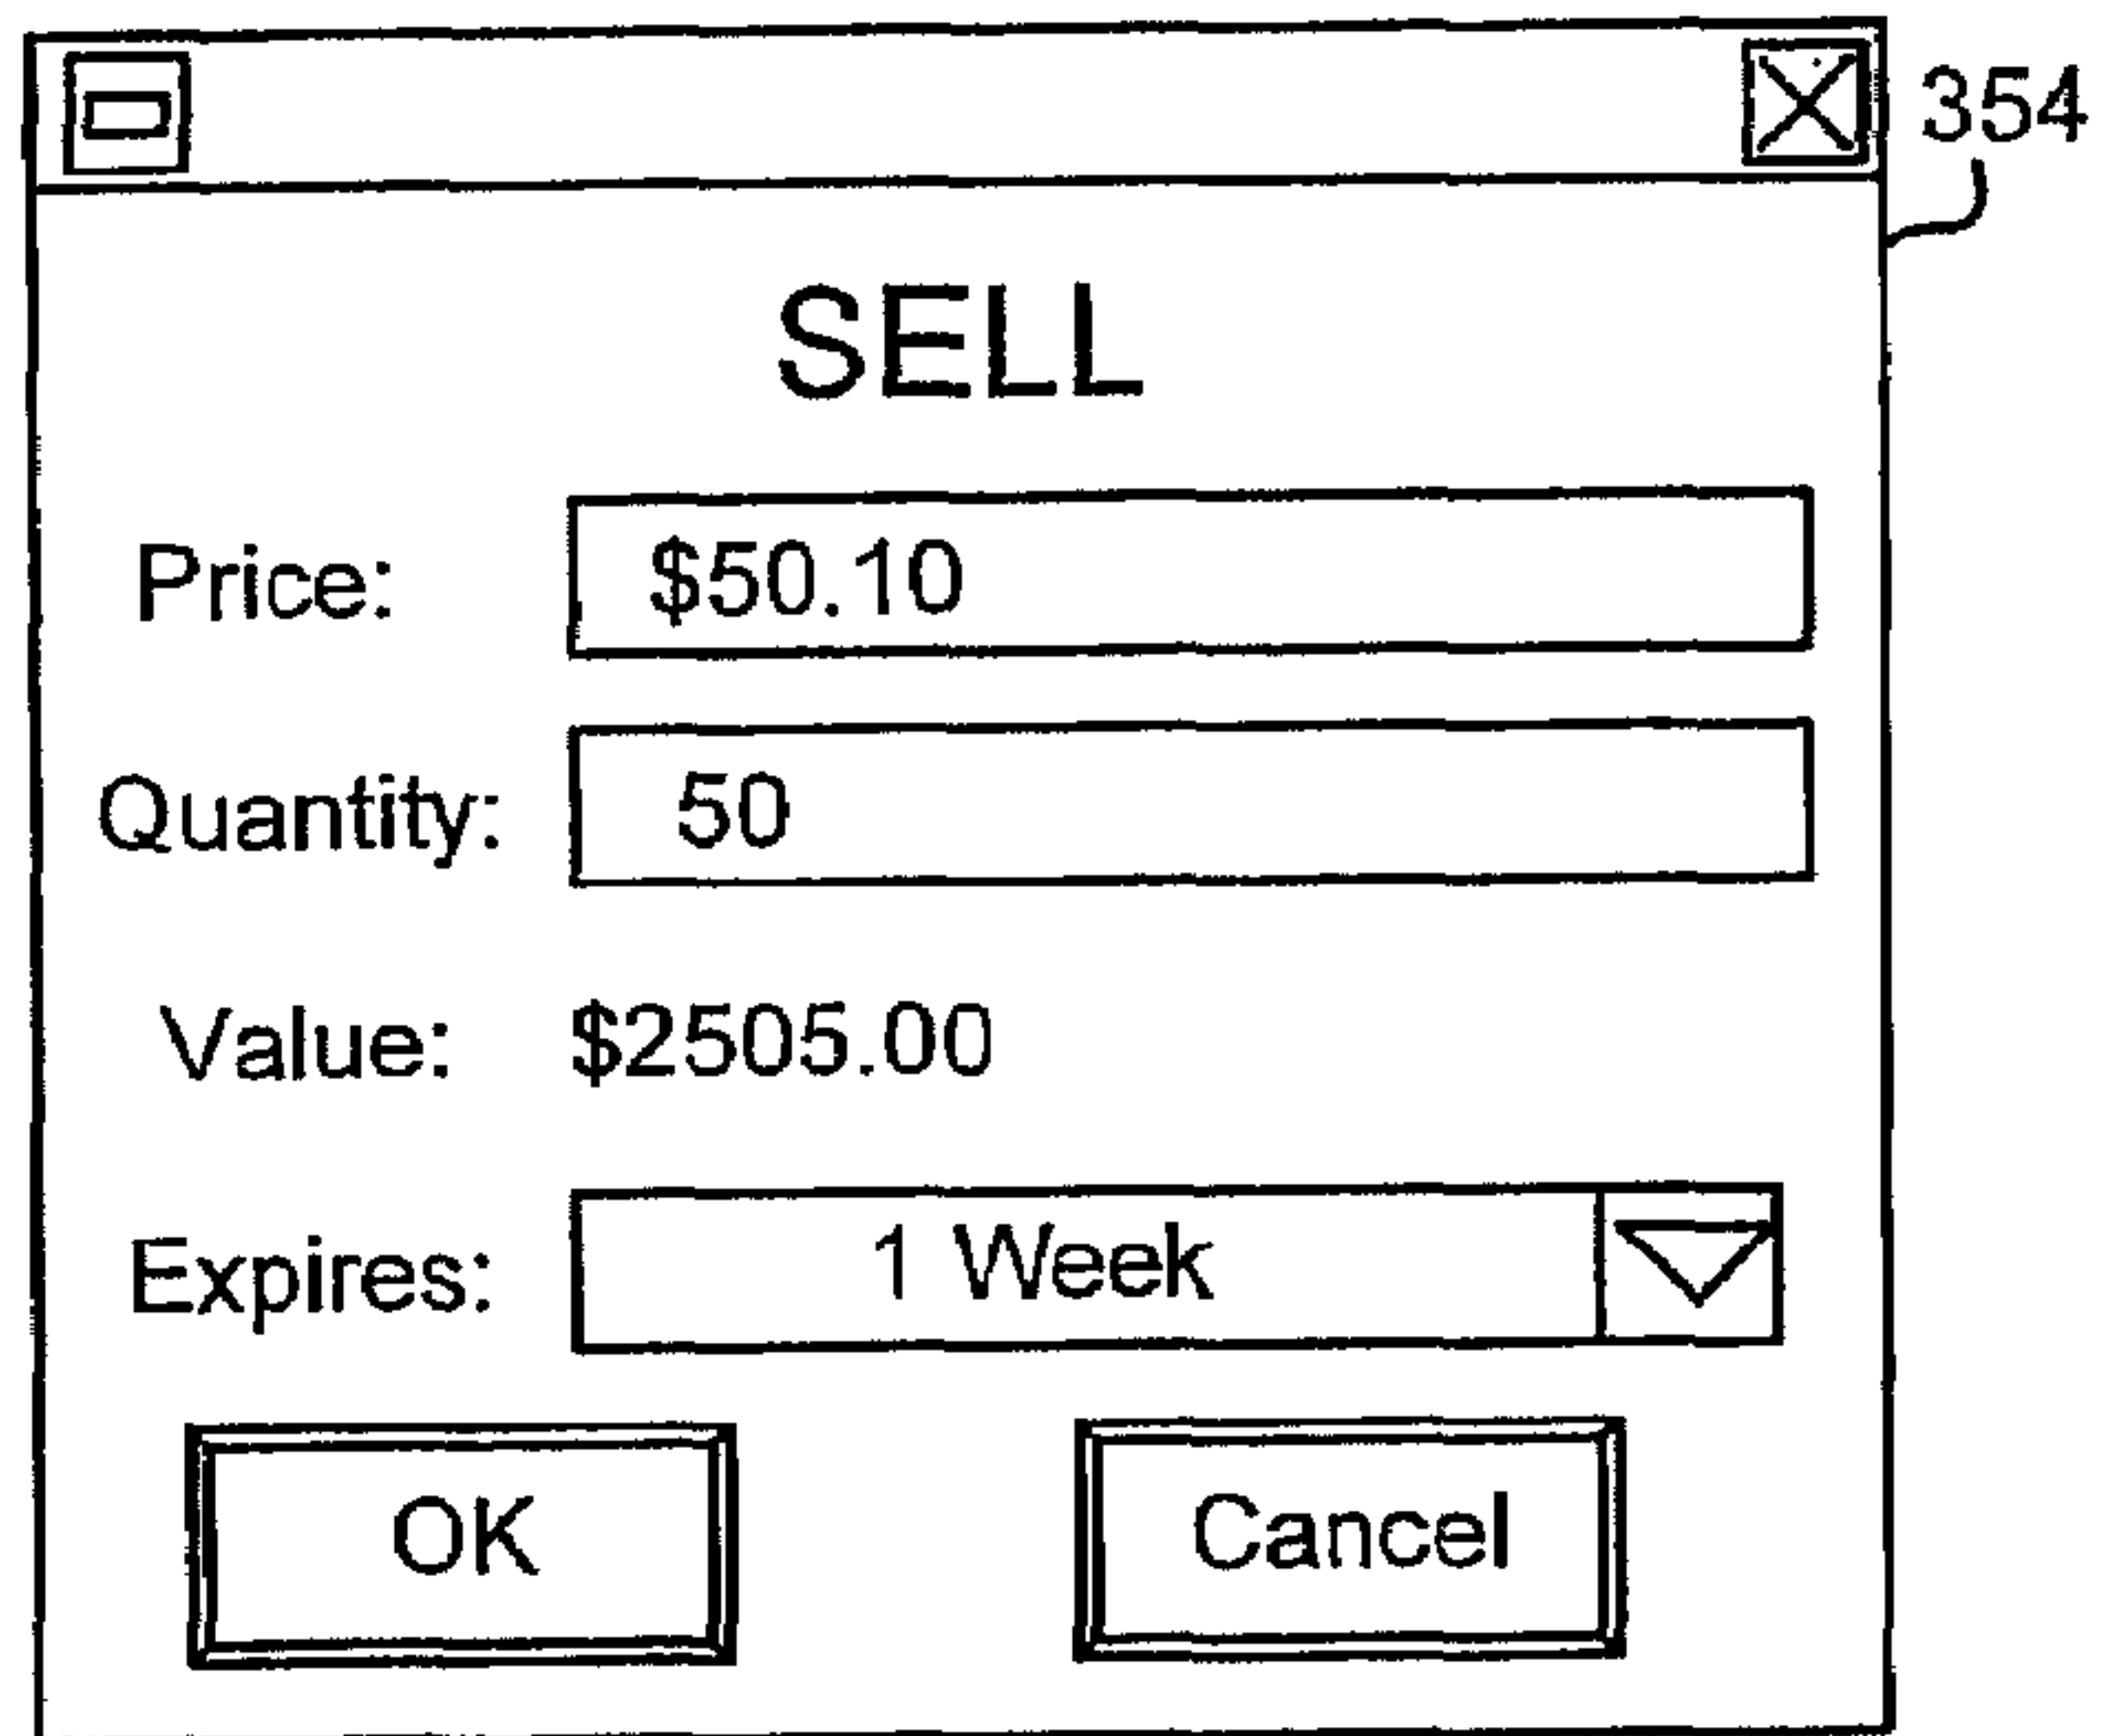 354
SELL
Price: $50.10
Quantity: 50
Value: $2505.00
Expires: 1 Week
OK Cancel